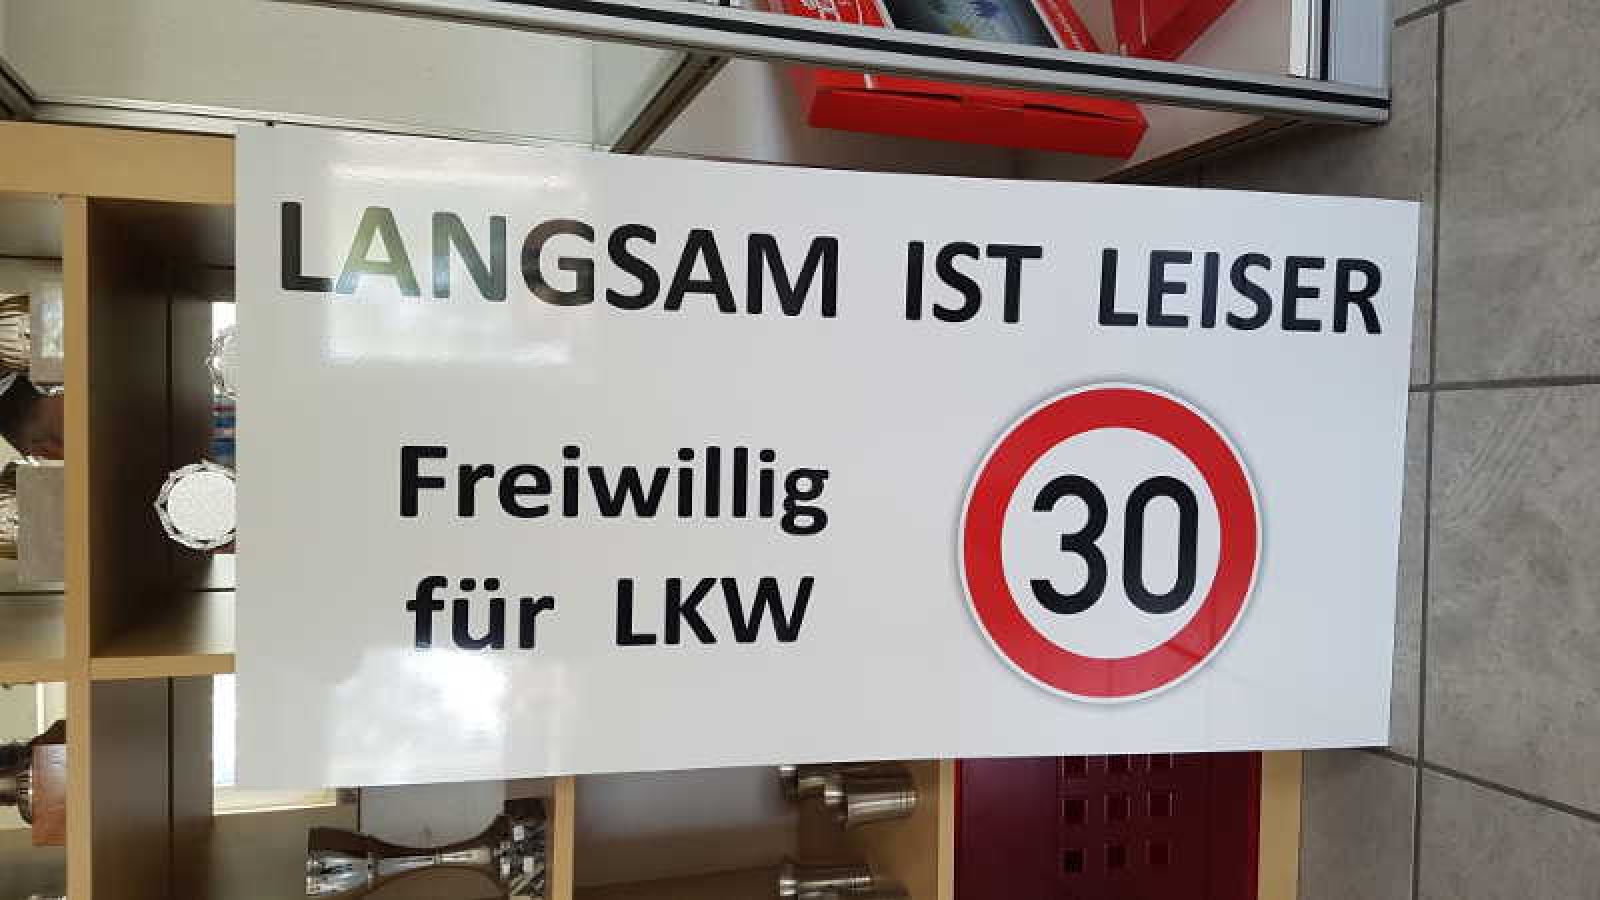 LANGSAM IST LEISER
Freiwillig
für LKW
30